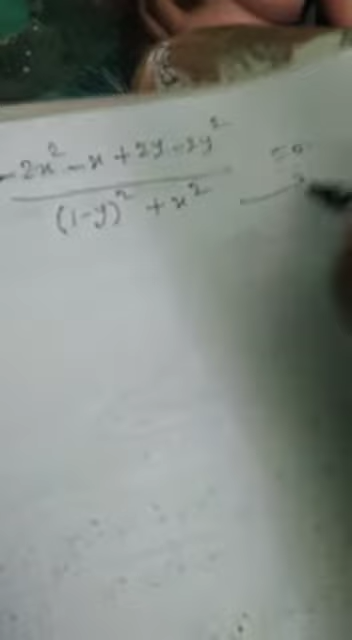 -2x² - x + 2y - 2y² = 0
(1-y)² + x²